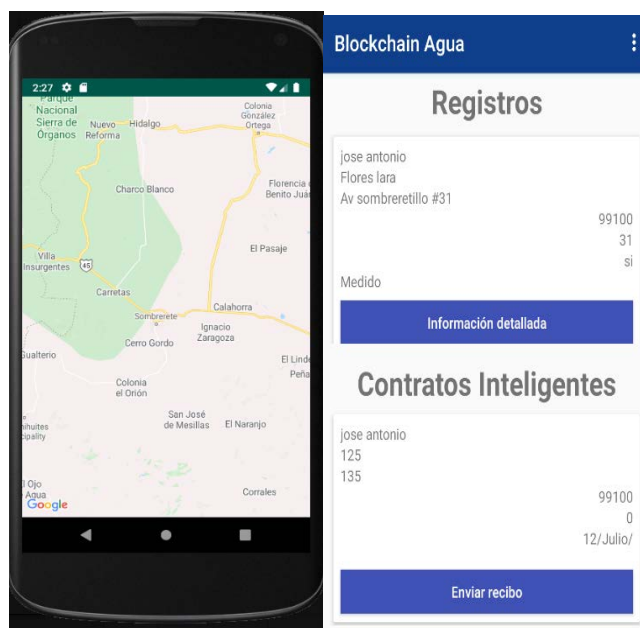 2:27
Parque
Nacional
Sierra de
Órganos
Nuevo
Reforma
Hidalgo
Colonia
González
Ortega
Charco Blanco
Florencia
Benito Juá
El Pasaje
Villa
Insurgentes
45
Carretas
Calahorra
Sombrerete
Ignacio
Zaragoza
Cerro Gordo
Gualterio
El Linde
Peña
Colonia
el Orión
San José
de Mesillas
El Naranjo
hihuites
cipality
l Ojo
Agua
Corrales
Google
Blockchain Agua
Registros
jose antonio
Flores lara
Av sombreretillo #31
99100
31
si
Medido
Información detallada
Contratos Inteligentes
jose antonio
125
135
99100
0
12/Julio/
Enviar recibo